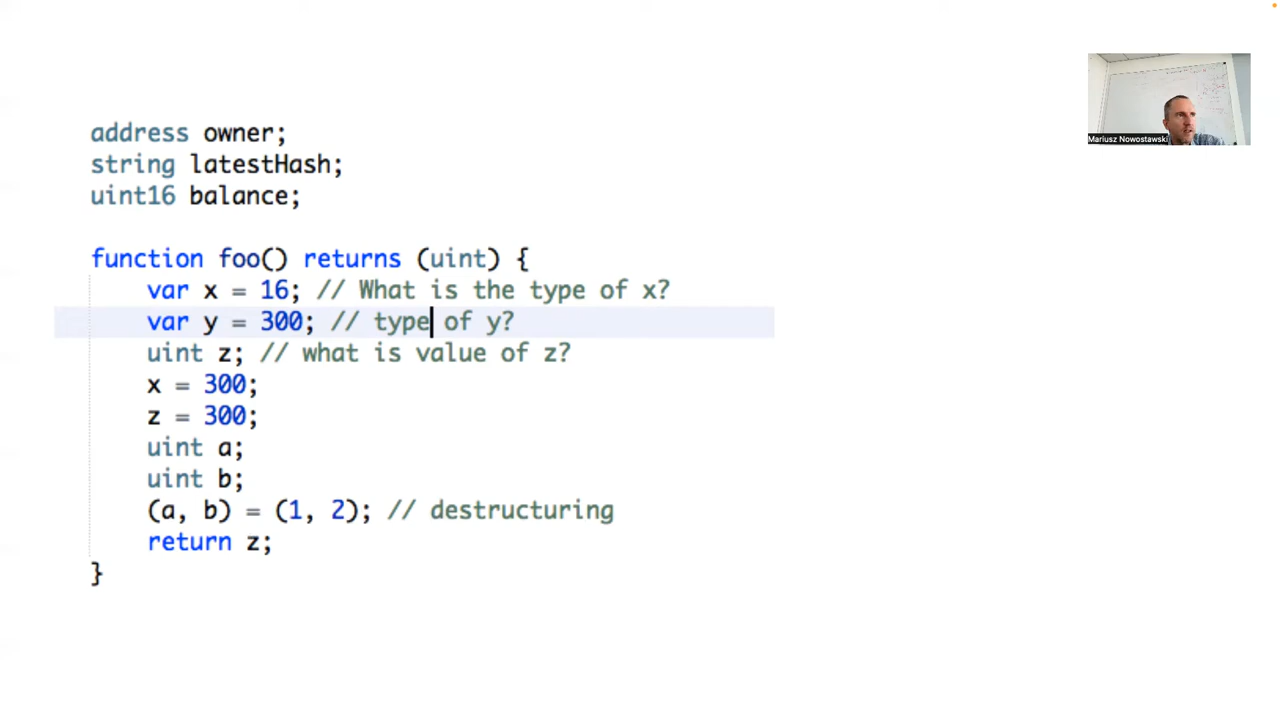 address owner;
string latestHash;
uint16 balance;
function foo() returns (uint) {
var x = 16; // What is the type of x?
var y = 300; // type of y?
uint z; // what is value of z?
x = 300;
z = 300;
uint a;
uint b;
(a, b) = (1, 2); // destructuring
return z;
}
Mariusz Nowostawski